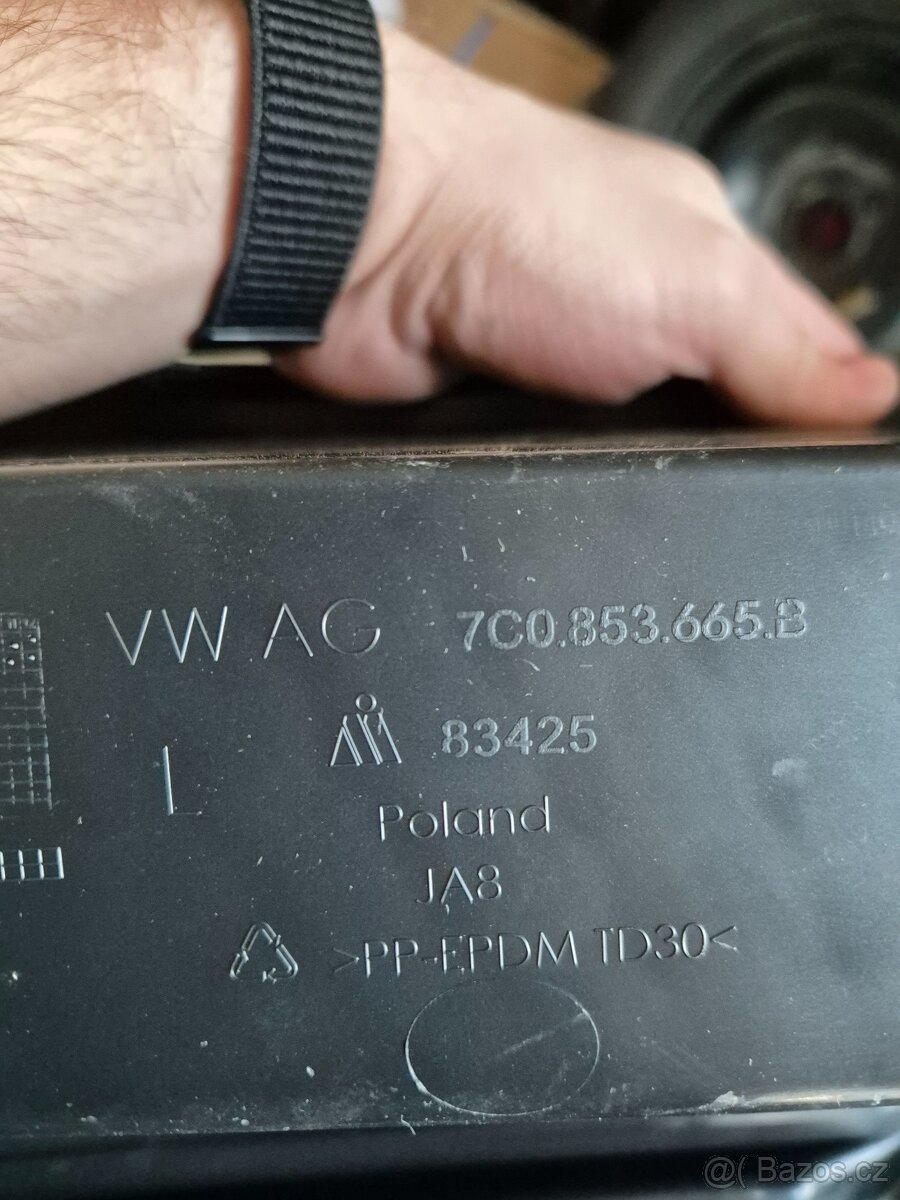 VW AG 7C0.853.665.B
83425
L
Poland
JA8
>PP-EPDM TD30<
@( Bazos.cz